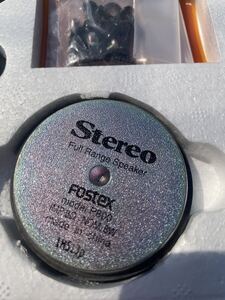 Stereo
Full Range Speaker
FOSTEX
model P800
made in China